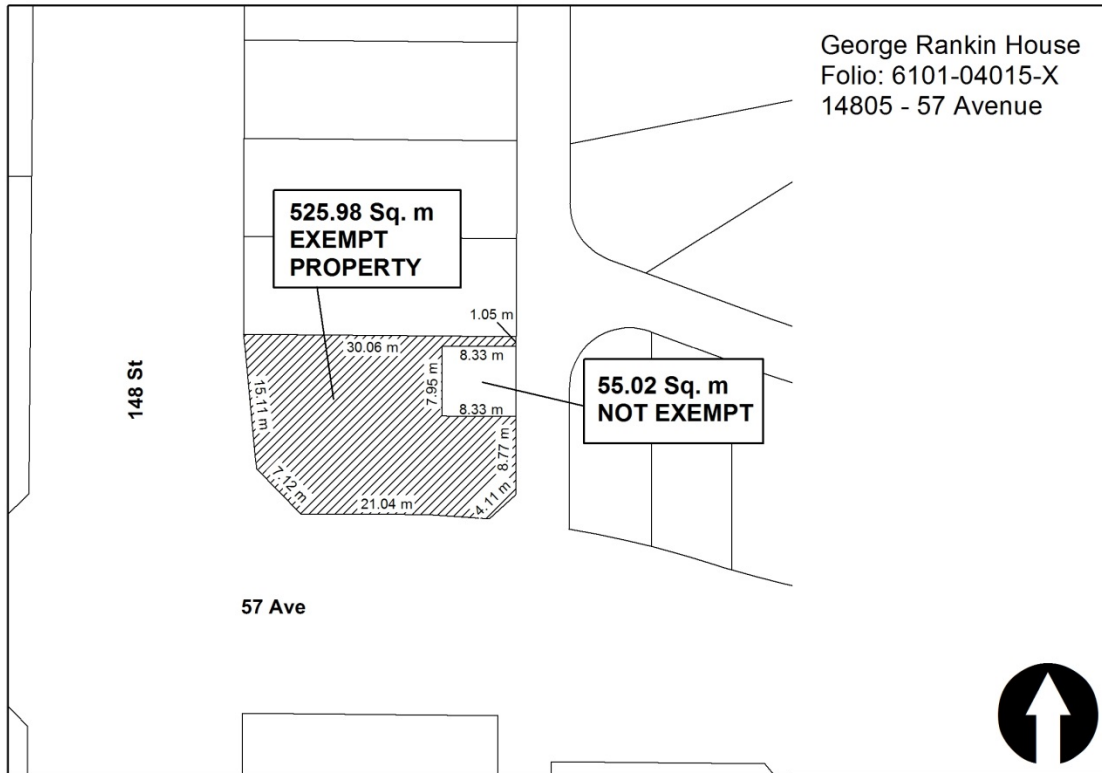 George Rankin House
Folio: 6101-04015-X
14805 - 57 Avenue
525.98 Sq. m
EXEMPT
PROPERTY
1.05 m
30.06 m
8.33 m
7.95 m
8.33 m
55.02 Sq. m
NOT EXEMPT
148 St
15.11 m
8.77 m
7.12 m
21.04 m
4.11 m
57 Ave